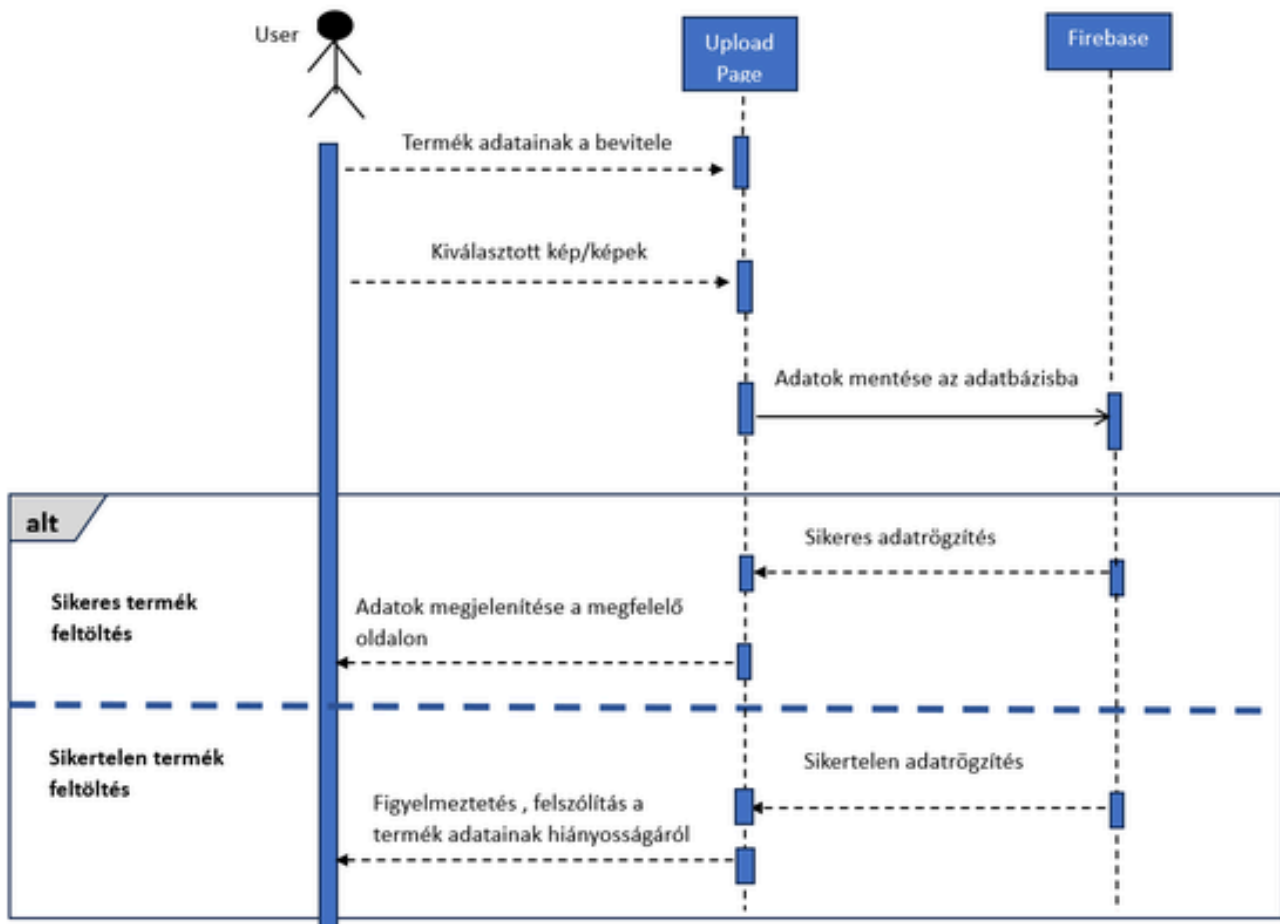 User
Upload
Page
Firebase
Termék adatainak a bevitele
Kiválasztott kép/képek
Adatok mentése az adatbázisba
alt
Sikeres adatrögzítés
Sikeres termék
feltöltés
Adatok megjelenítése a megfelelő
oldalon
Sikertelen termék
feltöltés
Sikertelen adatrögzítés
Figyelmeztetés , felszólítás a
termék adatainak hiányosságáról